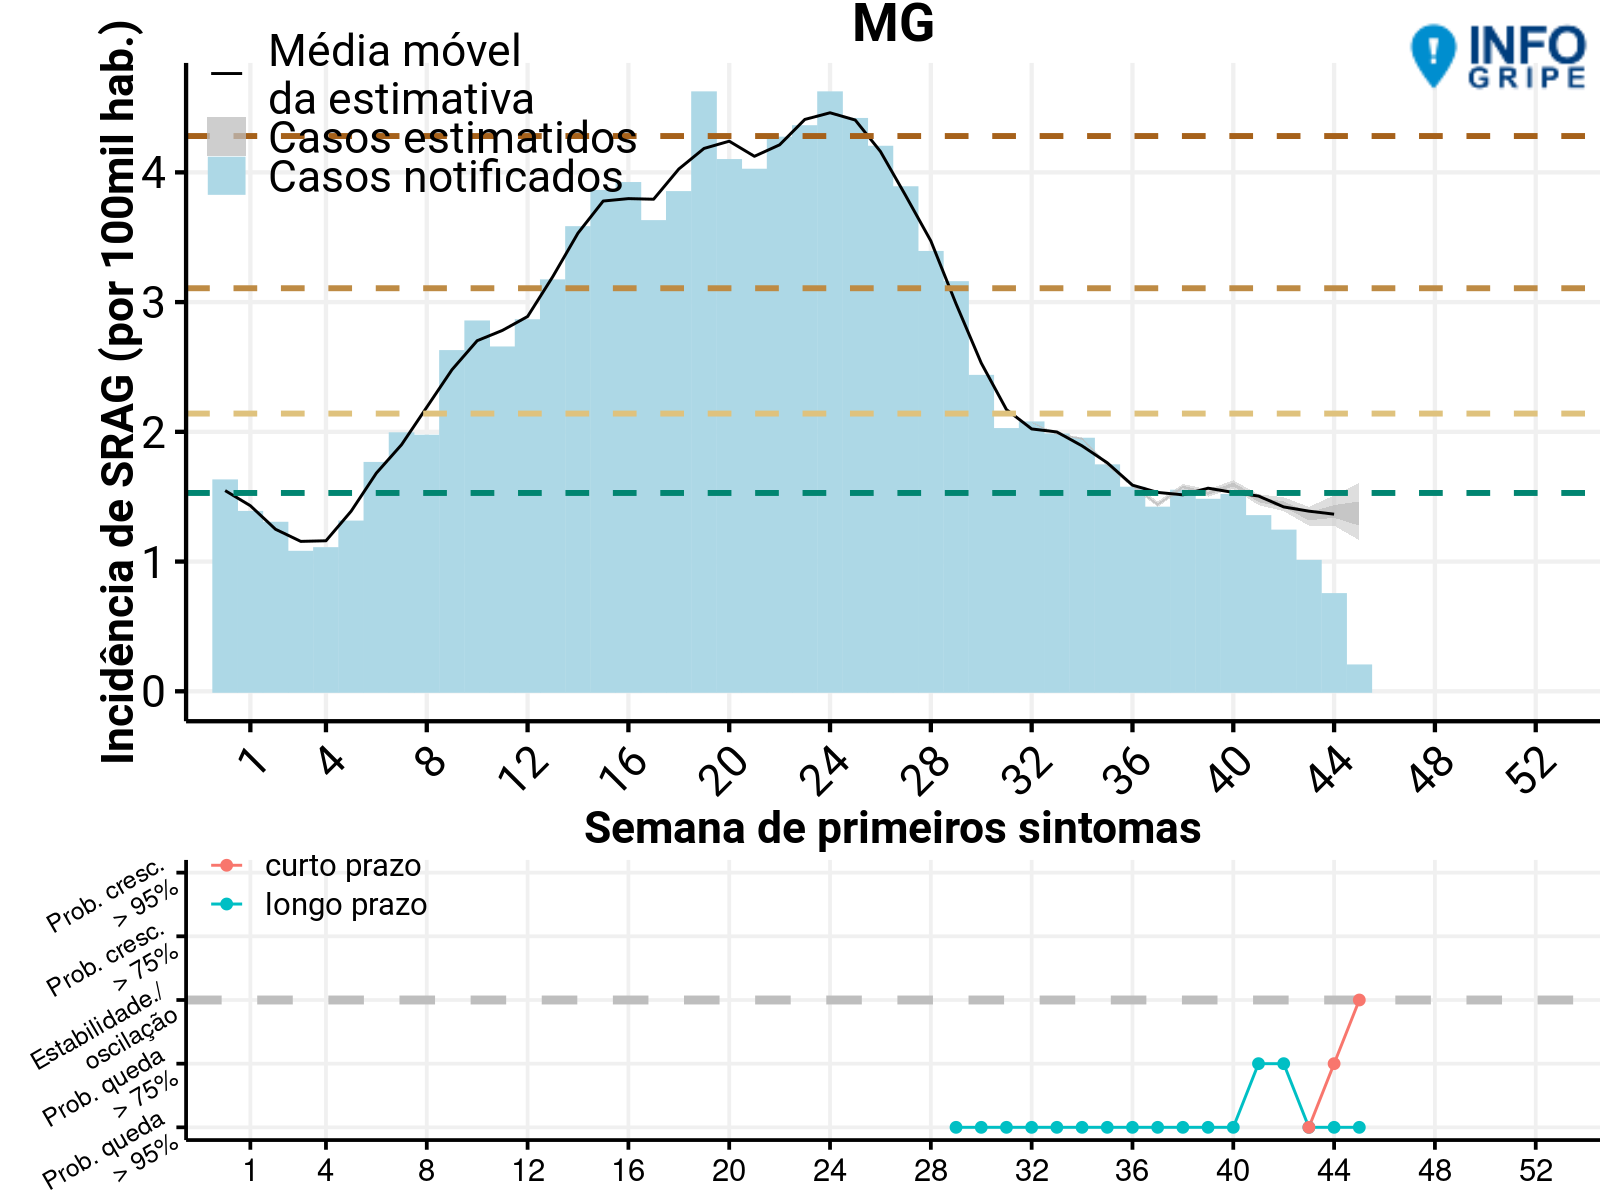 MG
INFO
GRIPE
Média móvel
da estimativa
Casos estimatidos
Casos notificados
Incidência de SRAG (por 100mil hab.)
4
3
2
1
0
1 4 8 12 16 20 24 28 32 36 40 44 48 52
Semana de primeiros sintomas
curto prazo
longo prazo
Prob. cresc.
> 95%
Prob. cresc.
> 75%
Estabilidade./
oscilação
Prob. queda
> 75%
Prob. queda
> 95%
1 4 8 12 16 20 24 28 32 36 40 44 48 52